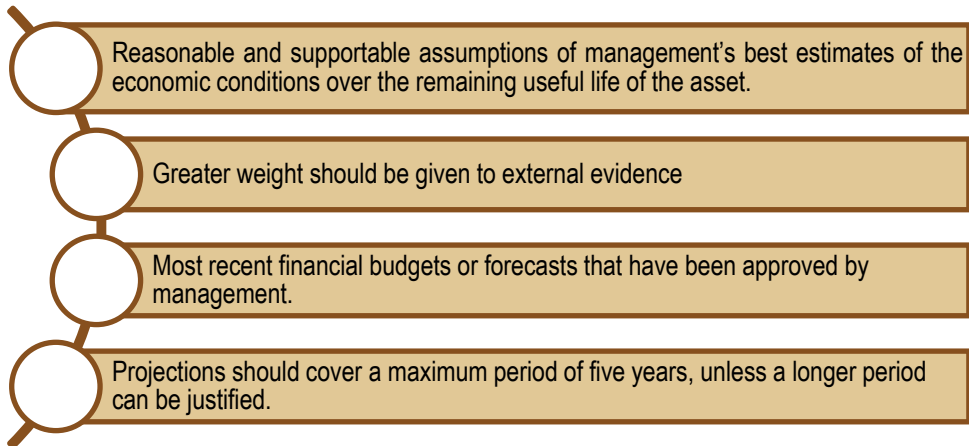 Reasonable and supportable assumptions of management’s best estimates of the
economic conditions over the remaining useful life of the asset.
Greater weight should be given to external evidence
Most recent financial budgets or forecasts that have been approved by
management.
Projections should cover a maximum period of five years, unless a longer period
can be justified.